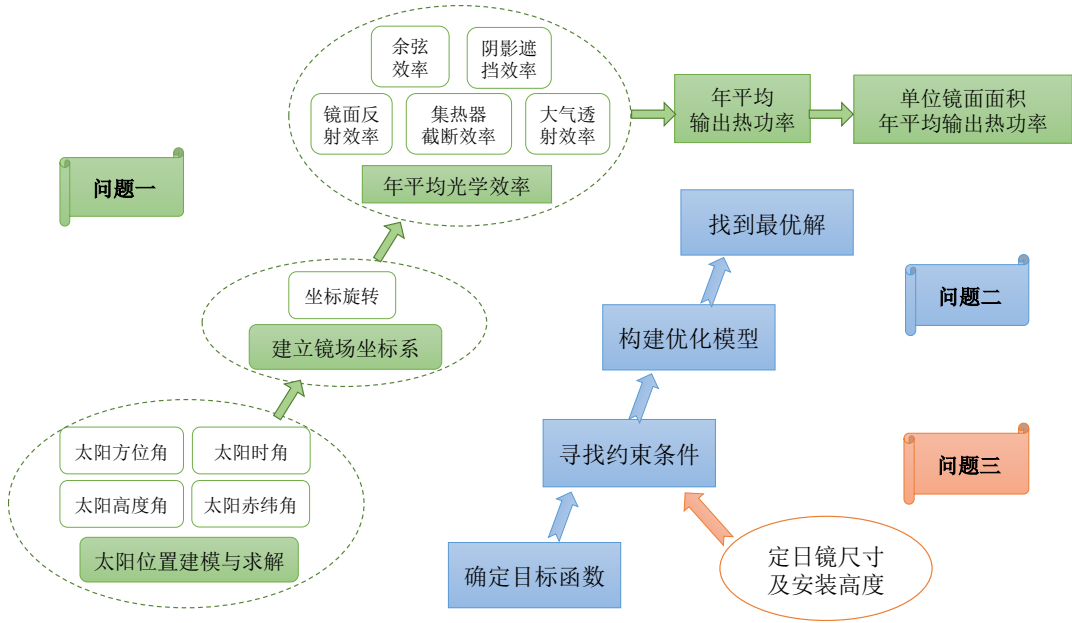 余弦
效率
阴影遮
挡效率
镜面反
射效率
集热器
截断效率
大气透
射效率
年平均光学效率
年平均
输出热功率
单位镜面面积
年平均输出热功率
问题一
坐标旋转
建立镜场坐标系
太阳方位角
太阳时角
太阳高度角
太阳赤纬角
太阳位置建模与求解
找到最优解
问题二
构建优化模型
寻找约束条件
问题三
确定目标函数
定日镜尺寸
及安装高度